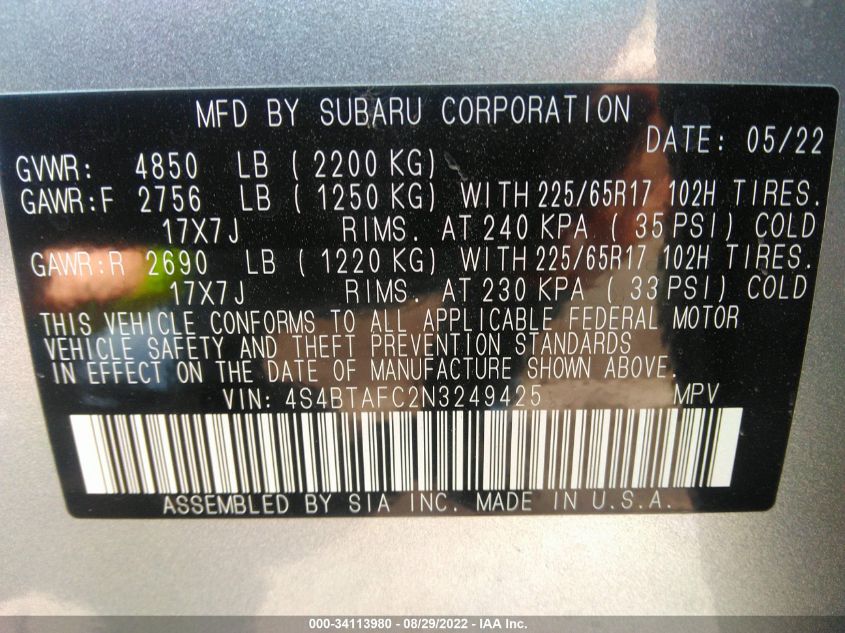 MFD BY SUBARU CORPORATION
DATE: 05/22
GVWR: 4850 LB ( 2200 KG)
GAWR:F 2756 LB ( 1250 KG) WITH 225/65R17 102H TIRES.
17X7J RIMS. AT 240 KPA ( 35 PSI) COLD
GAWR:R 2690 LB ( 1220 KG) WITH 225/65R17 102H TIRES.
17X7J RIMS. AT 230 KPA ( 33 PSI) COLD
THIS VEHICLE CONFORMS TO ALL APPLICABLE FEDERAL MOTOR
VEHICLE SAFETY AND THEFT PREVENTION STANDARDS
IN EFFECT ON THE DATE OF MANUFACTURE SHOWN ABOVE.
VIN: 4S4BTAFC2N3249425 MPV
ASSEMBLED BY SIA INC. MADE IN U.S.A.
000-34113980 - 08/29/2022 - IAA Inc.